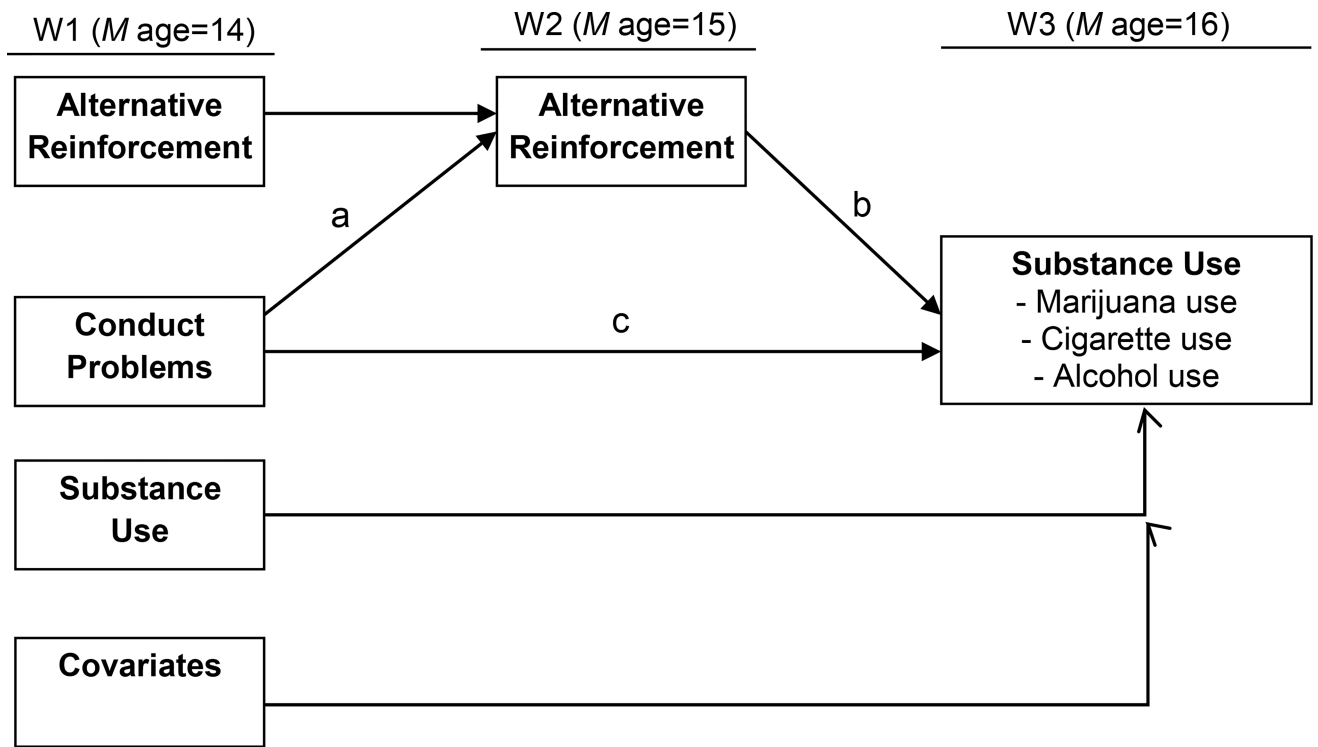 W1 (M age=14)
W2 (M age=15)
W3 (M age=16)
Alternative
Reinforcement
Alternative
Reinforcement
a
b
Substance Use
- Marijuana use
- Cigarette use
- Alcohol use
Conduct
Problems
c
Substance
Use
Covariates